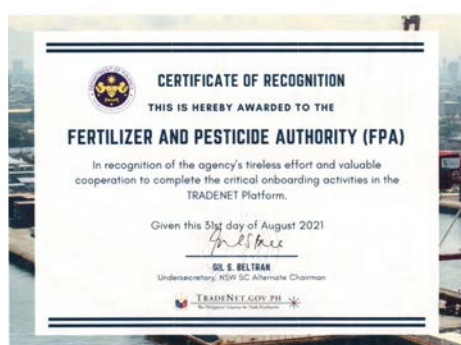 CERTIFICATE OF RECOGNITION
THIS IS HEREBY AWARDED TO THE
FERTILIZER AND PESTICIDE AUTHORITY (FPA)
In recognition of the agency's tireless effort and valuable
cooperation to complete the critical onboarding activities in the
TRADENET Platform.
Given this 31st day of August 2021
GIL S. BELTRAN
Undersecretary, NSW SC Alternate Chairman
TRADENET.GOV.PH